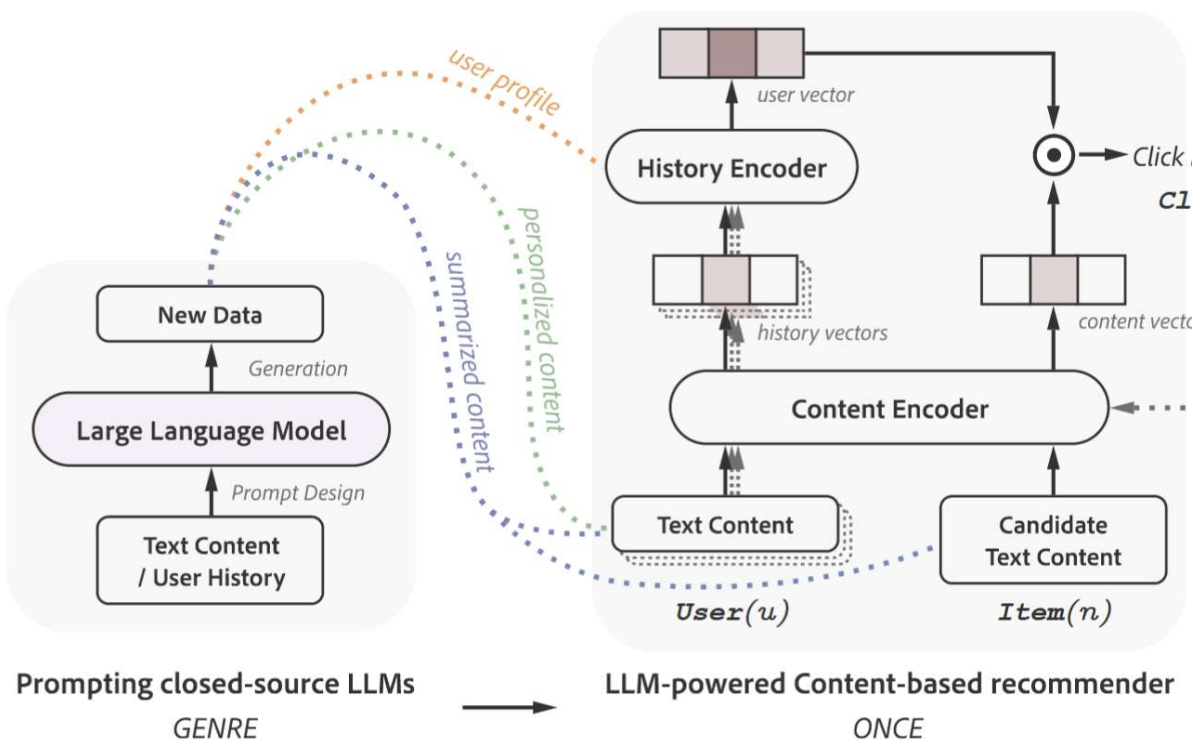 user profile
personalized content
summarized content
New Data
Generation
Large Language Model
Prompt Design
Text Content
/ User History
Prompting closed-source LLMs
GENRE
user vector
History Encoder
Click
history vectors
content
Content Encoder
Text Content
Candidate
Text Content
User(u)
Item(n)
LLM-powered Content-based recommender
ONCE